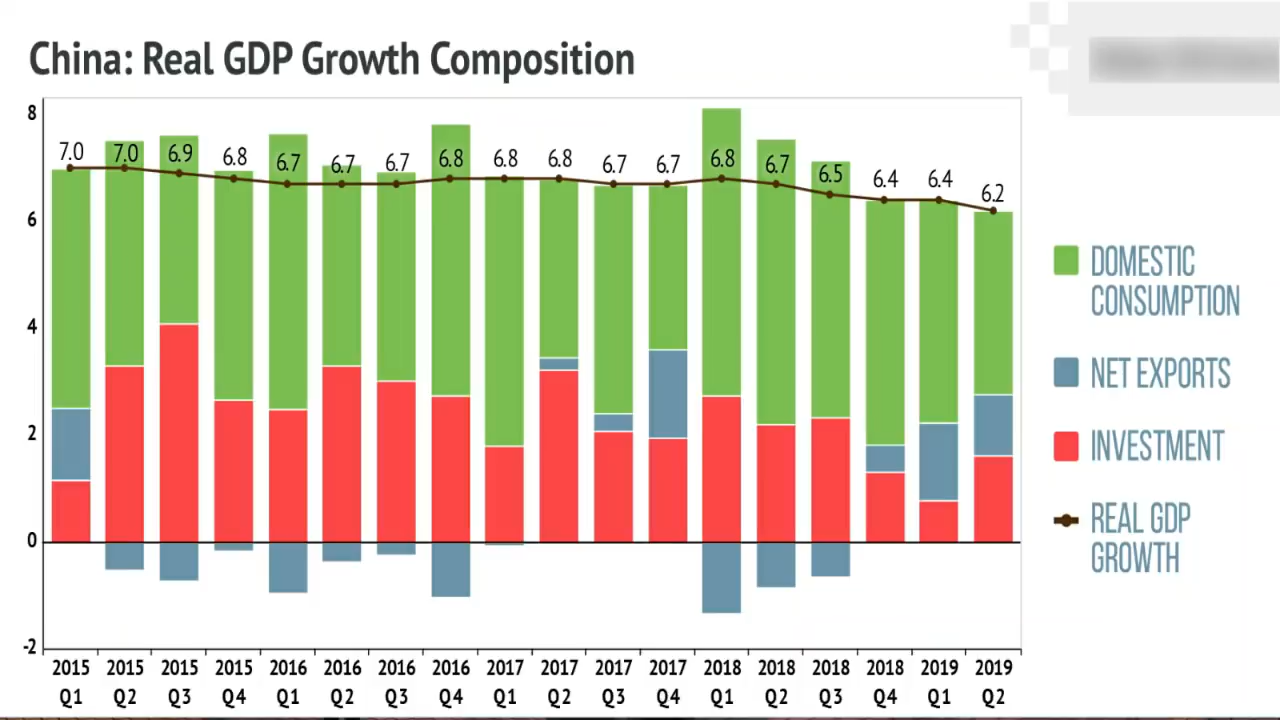 China: Real GDP Growth Composition
8
6
4
2
0
-2
7.0 7.0 6.9 6.8 6.7 6.7 6.7 6.8 6.8 6.8 6.7 6.7 6.8 6.7 6.5 6.4 6.4 6.2
2015 2015 2015 2015 2016 2016 2016 2016 2017 2017 2017 2017 2018 2018 2018 2018 2019 2019
Q1 Q2 Q3 Q4 Q1 Q2 Q3 Q4 Q1 Q2 Q3 Q4 Q1 Q2 Q3 Q4 Q1 Q2
DOMESTIC
CONSUMPTION
NET EXPORTS
INVESTMENT
REAL GDP
GROWTH